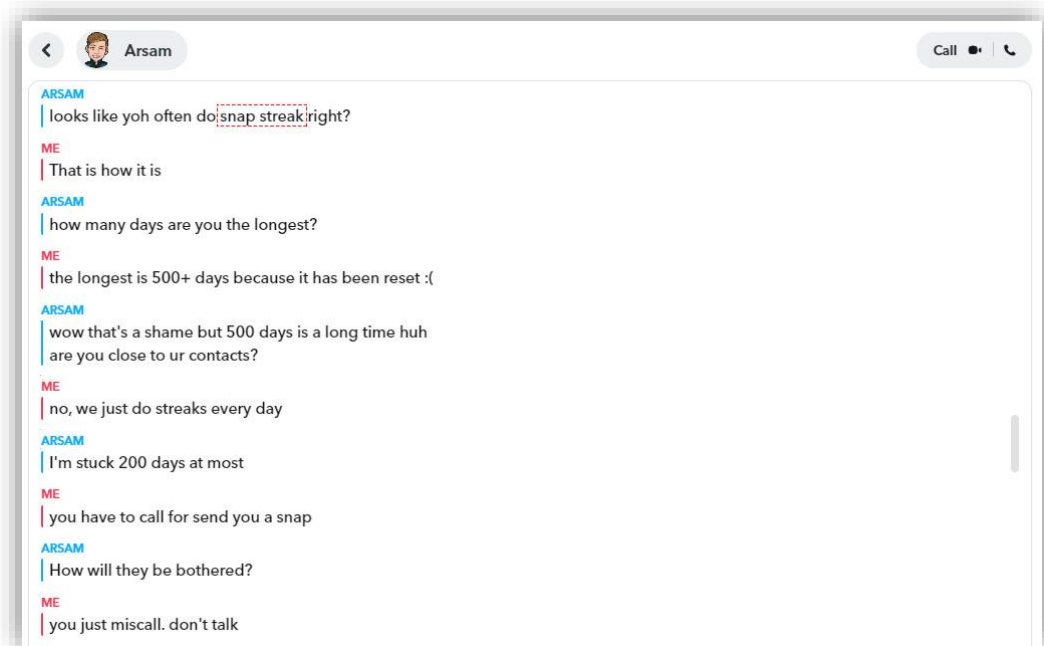 Arsam
Call
ARSAM
looks like yoh often do snap streak right?
ME
That is how it is
ARSAM
how many days are you the longest?
ME
the longest is 500+ days because it has been reset :(
ARSAM
wow that's a shame but 500 days is a long time huh
are you close to ur contacts?
ME
no, we just do streaks every day
ARSAM
I'm stuck 200 days at most
ME
you have to call for send you a snap
ARSAM
How will they be bothered?
ME
you just miscall. don't talk